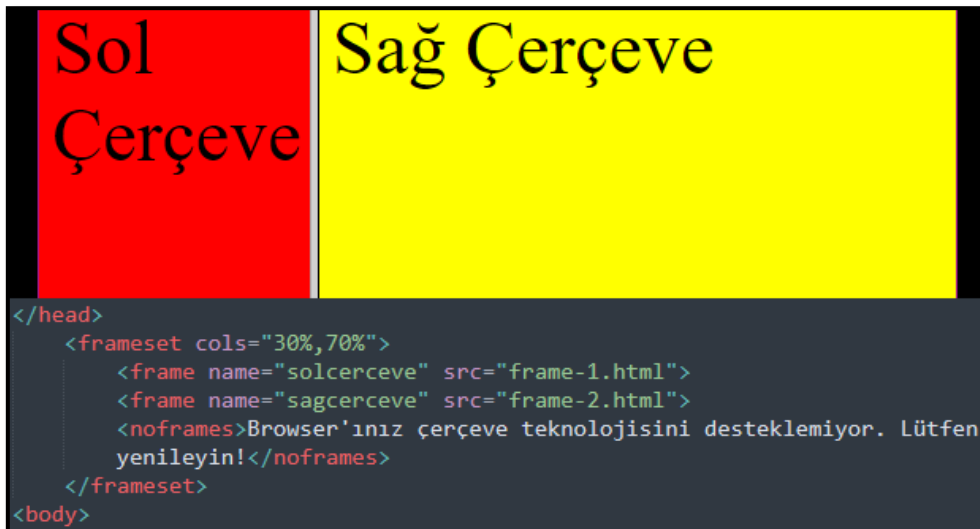 Sol
Çerçeve
Sağ Çerçeve
</head>
<frameset cols="30%,70%">
<frame name="solcerceve" src="frame-1.html">
<frame name="sagcerceve" src="frame-2.html">
<noframes>Browser'ınız çerçeve teknolojisini desteklemiyor. Lütfen
yenileyin!</noframes>
</frameset>
<body>